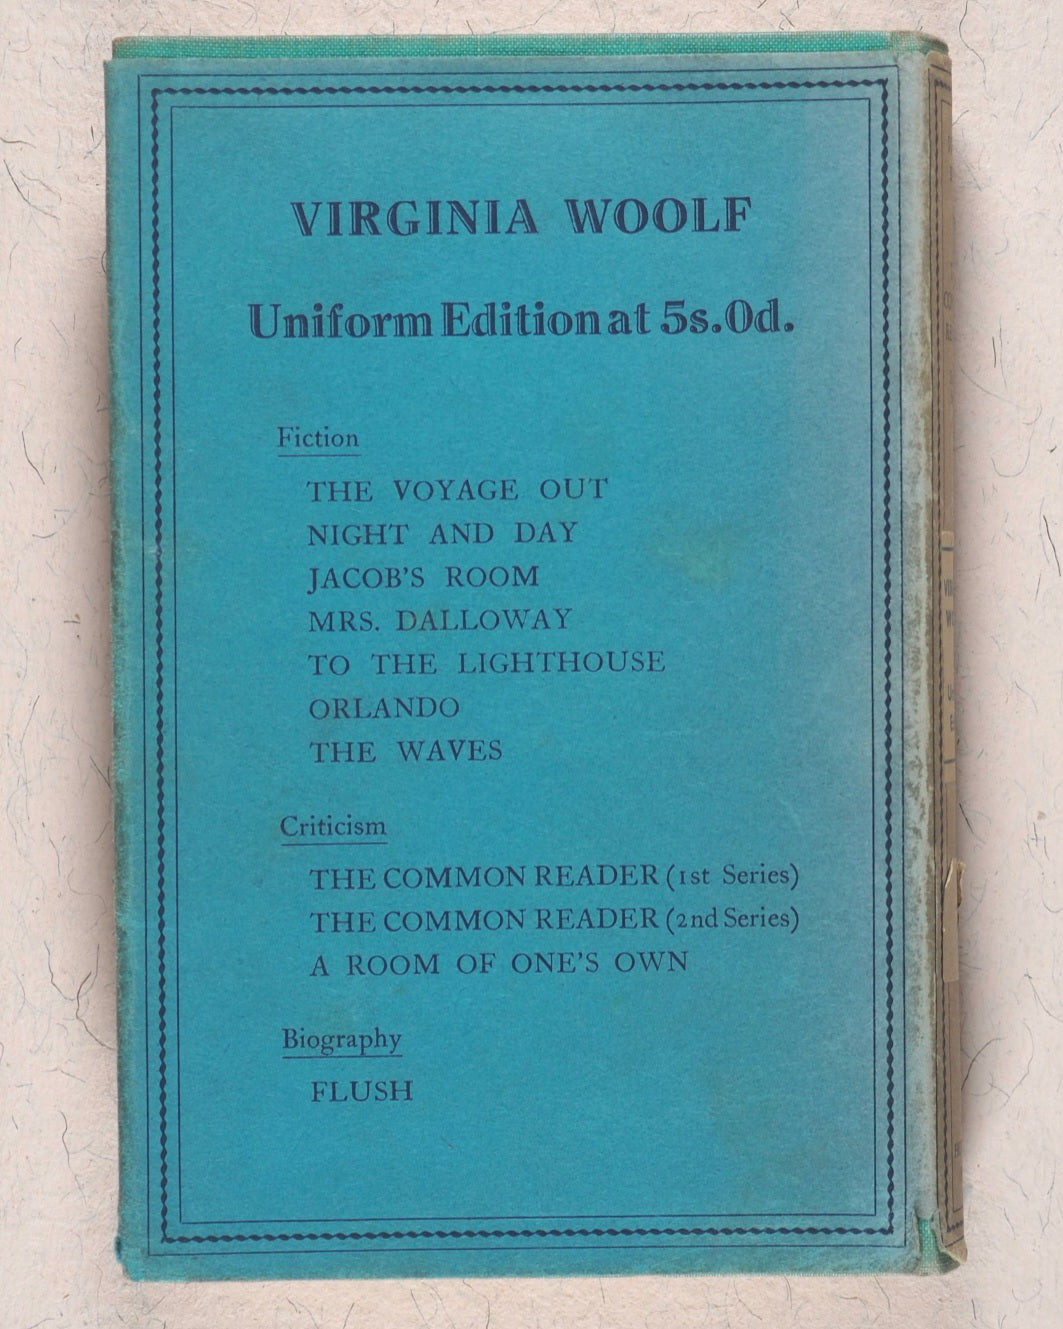 VIRGINIA WOOLF
Uniform Edition at 5s.0d.
Fiction
THE VOYAGE OUT
NIGHT AND DAY
JACOB'S ROOM
MRS. DALLOWAY
TO THE LIGHTHOUSE
ORLANDO
THE WAVES
Criticism
THE COMMON READER (1st Series)
THE COMMON READER (2nd Series)
A ROOM OF ONE'S OWN
Biography
FLUSH